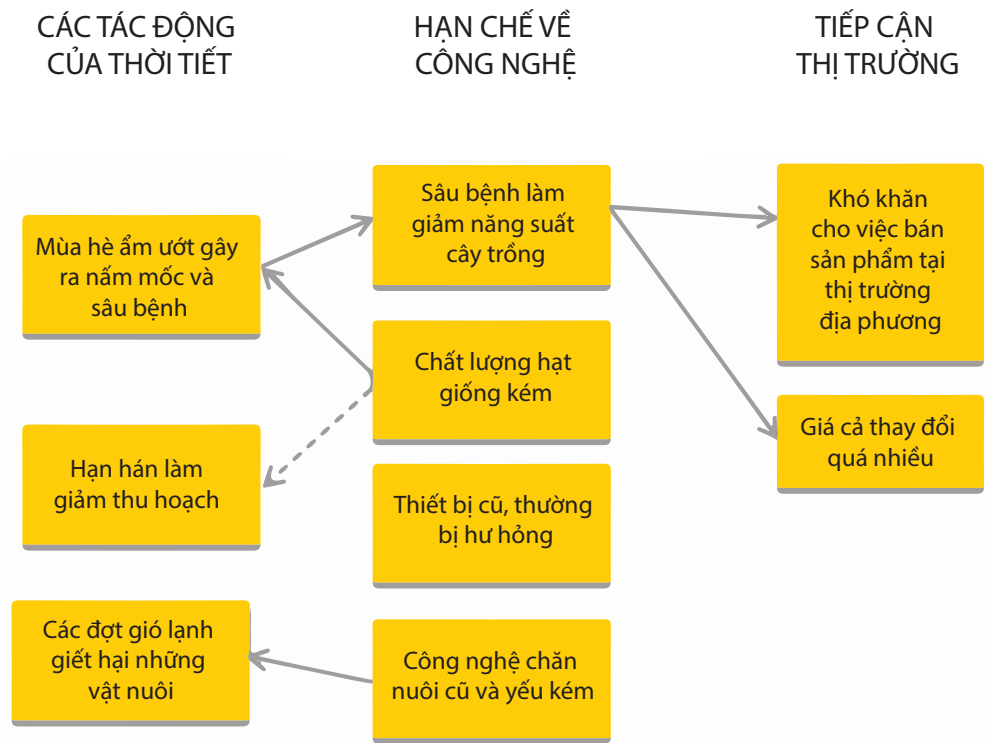 CÁC TÁC ĐỘNG
CỦA THỜI TIẾT
HẠN CHẾ VỀ
CÔNG NGHỆ
TIẾP CẬN
THỊ TRƯỜNG
Mùa hè ẩm ướt gây
ra nấm mốc và
sâu bệnh
Hạn hán làm
giảm thu hoạch
Các đợt gió lạnh
giết hại những
vật nuôi
Sâu bệnh làm
giảm năng suất
cây trồng
Chất lượng hạt
giống kém
Thiết bị cũ, thường
bị hư hỏng
Công nghệ chăn
nuôi cũ và yếu kém
Khó khăn
cho việc bán
sản phẩm tại
thị trường
địa phương
Giá cả thay đổi
quá nhiều